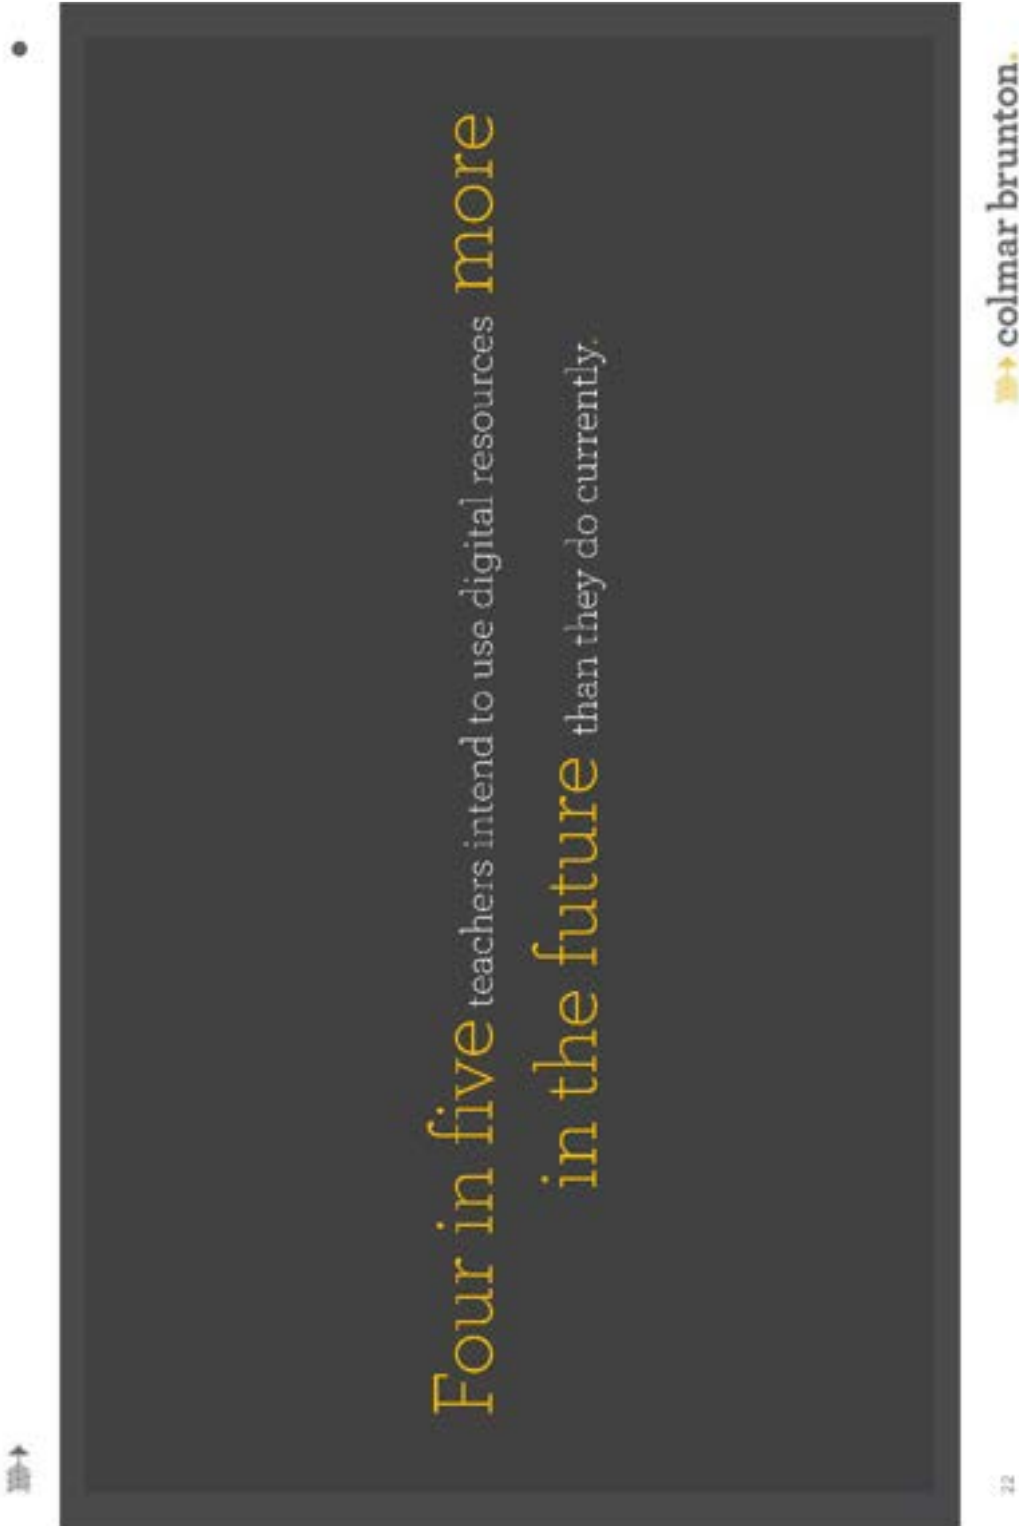 Four in five teachers intend to use digital resources more
in the future than they do currently.
22
colmar brunton.